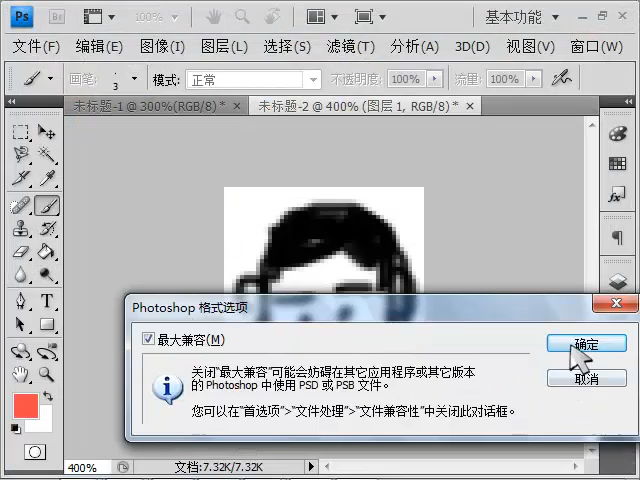 Ps Br 100% 基本功能
文件(F) 编辑(E) 图像(I) 图层(L) 选择(S) 滤镜(T) 分析(A) 3D(D) 视图(V) 窗口(W)
画笔: 3 模式: 正常 不透明度: 100% 流量: 100%
未标题-1 @ 300%(RGB/8) * × 未标题-2 @ 400% (图层 1, RGB/8) * ×
Photoshop 格式选项
最大兼容(M)
确定
关闭“最大兼容”可能会妨碍在其它应用程序或其它版本
的 Photoshop 中使用 PSD 或 PSB 文件。
取消
您可以在“首选项”>“文件处理”>“文件兼容性”中关闭此对话框。
400% 文档:7.32K/7.32K